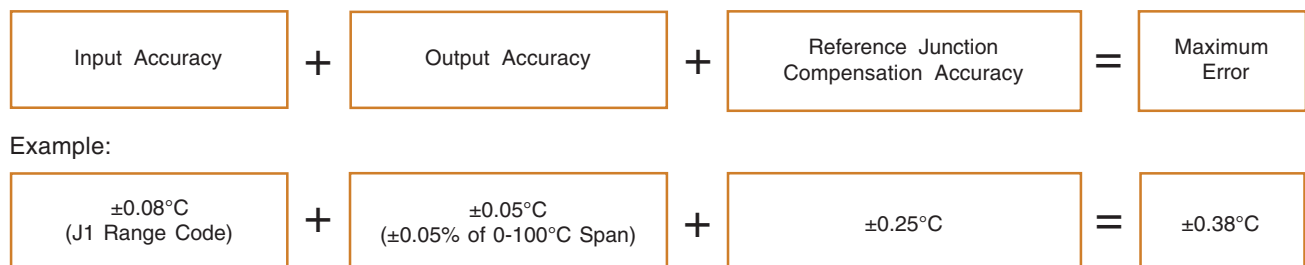 Input Accuracy + Output Accuracy + Reference Junction
Compensation Accuracy = Maximum
Error
Example:
±0.08°C
(J1 Range Code) + ±0.05°C
(±0.05% of 0-100°C Span) + ±0.25°C = ±0.38°C